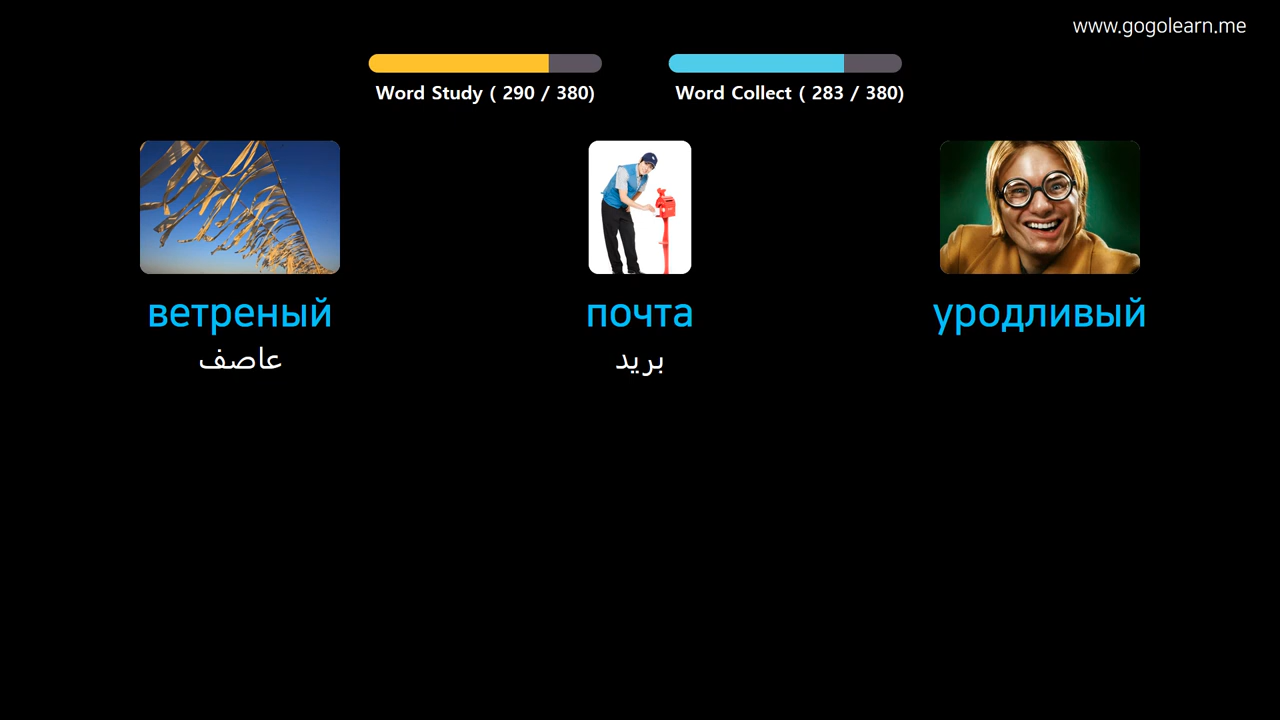 www.gogolearn.me
Word Study ( 290 / 380)
Word Collect ( 283 / 380)
ветреный
почта
уродливый
عاصف
بريد